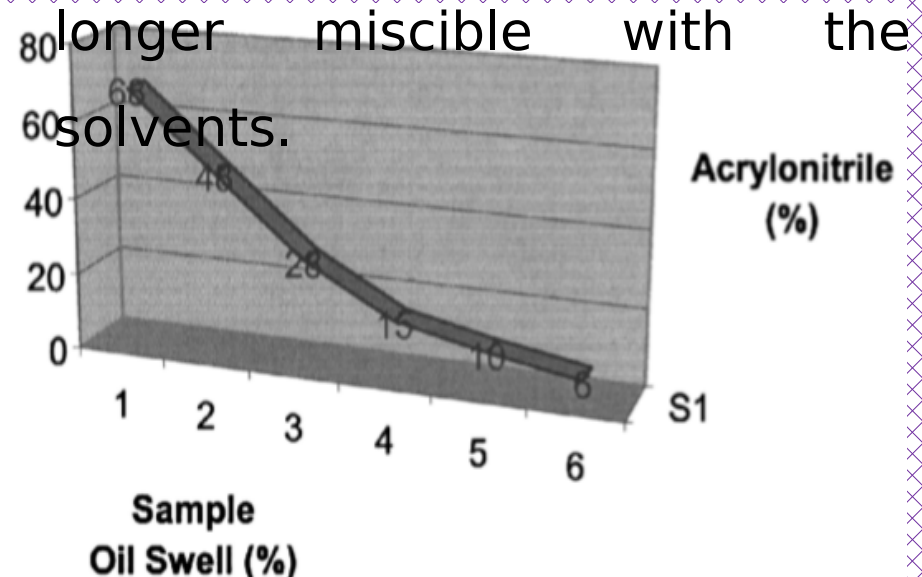 longer miscible with the
solvents.
80
60
40
20
0
68
48
28
15
10
6
1 2 3 4 5 6
S1
Acrylonitrile
(%)
Sample
Oil Swell (%)